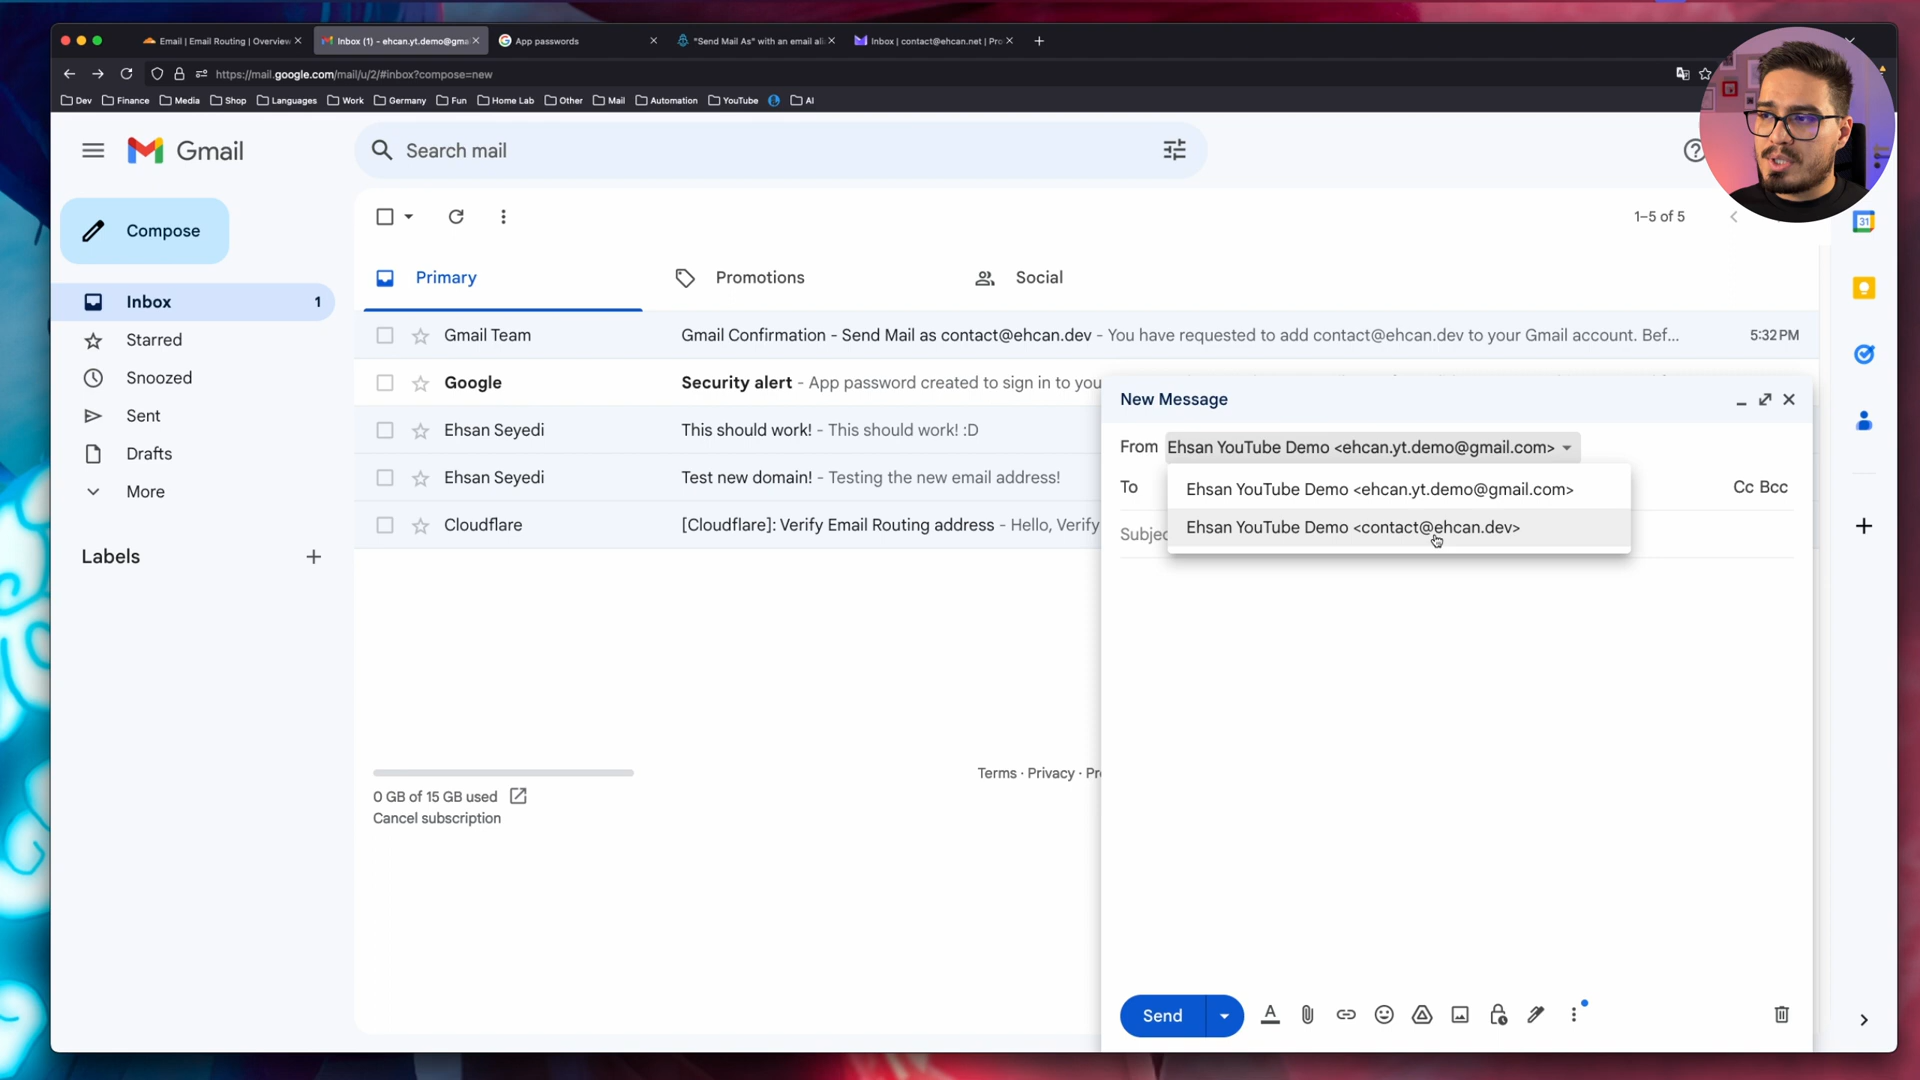 Email | Email Routing | Overview
Inbox (1) - ehcan.yt.demo@gma
App passwords
"Send Mail As" with an email ali
Inbox | contact@ehcan.net | Pro
https://mail.google.com/mail/u/2/#inbox?compose=new
Dev
Finance
Media
Shop
Languages
Work
Germany
Fun
Home Lab
Other
Mail
Automation
YouTube
AI
Gmail
Search mail
Compose
1–5 of 5
31
Inbox 1
Starred
Snoozed
Sent
Drafts
More
Labels
Primary
Promotions
Social
Gmail Team Gmail Confirmation - Send Mail as contact@ehcan.dev - You have requested to add contact@ehcan.dev to your Gmail account. Bef... 5:32 PM
Google Security alert - App password created to sign in to you
Ehsan Seyedi This should work! - This should work! :D
Ehsan Seyedi Test new domain! - Testing the new email address!
Cloudflare [Cloudflare]: Verify Email Routing address - Hello, Verify
New Message
From Ehsan YouTube Demo <ehcan.yt.demo@gmail.com>
To
Cc Bcc
Ehsan YouTube Demo <ehcan.yt.demo@gmail.com>
Ehsan YouTube Demo <contact@ehcan.dev>
Subjec
0 GB of 15 GB used
Cancel subscription
Terms · Privacy · Pr
Send